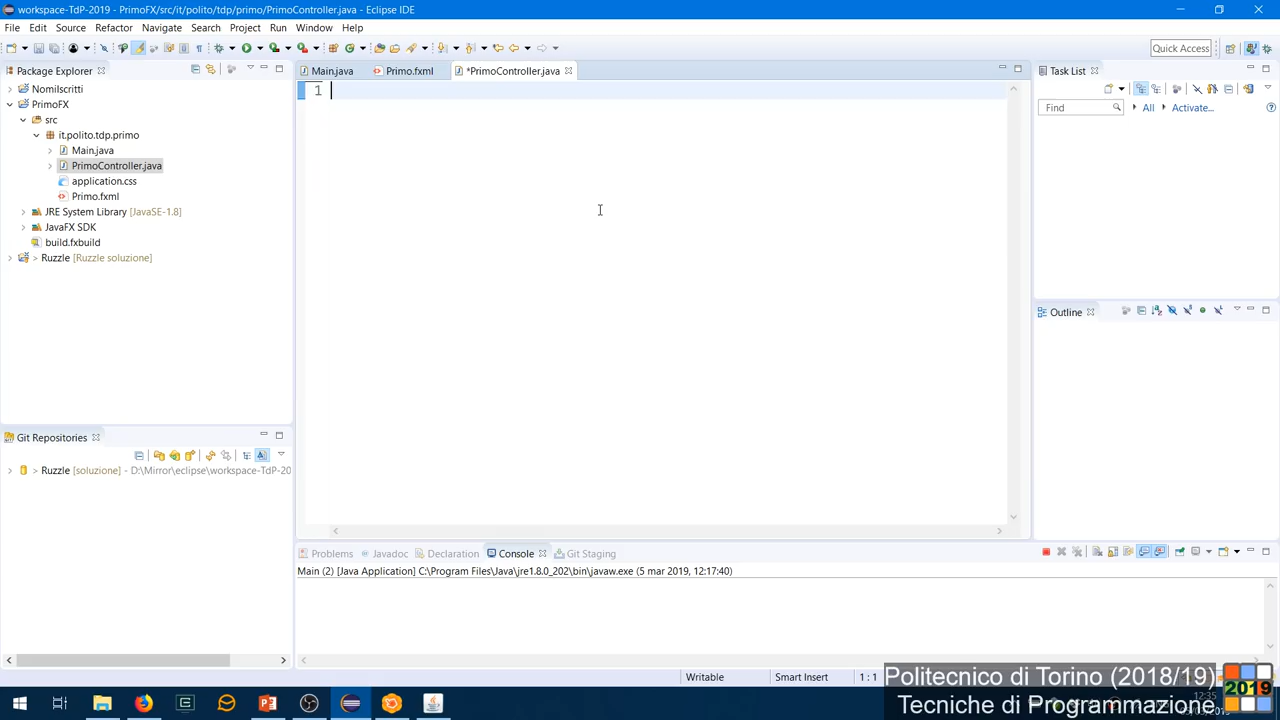 workspace-TdP-2019 - PrimoFX/src/it/polito/tdp/primo/PrimoController.java - Eclipse IDE
File Edit Source Refactor Navigate Search Project Run Window Help
Quick Access
Package Explorer
NomiIscritti
PrimoFX
src
it.polito.tdp.primo
Main.java
PrimoController.java
application.css
Primo.fxml
JRE System Library [JavaSE-1.8]
JavaFX SDK
build.fxbuild
> Ruzzle [Ruzzle soluzione]
Git Repositories
> Ruzzle [soluzione] - D:\Mirror\eclipse\workspace-TdP-20
Main.java Primo.fxml *PrimoController.java
1
Task List
Find All Activate...
Outline
Problems Javadoc Declaration Console Git Staging
Main (2) [Java Application] C:\Program Files\Java\jre1.8.0_202\bin\javaw.exe (5 mar 2019, 12:17:40)
Writable Smart Insert 1 : 1
Politecnico di Torino (2018/19)
Tecniche di Programmazione
2019
12:35